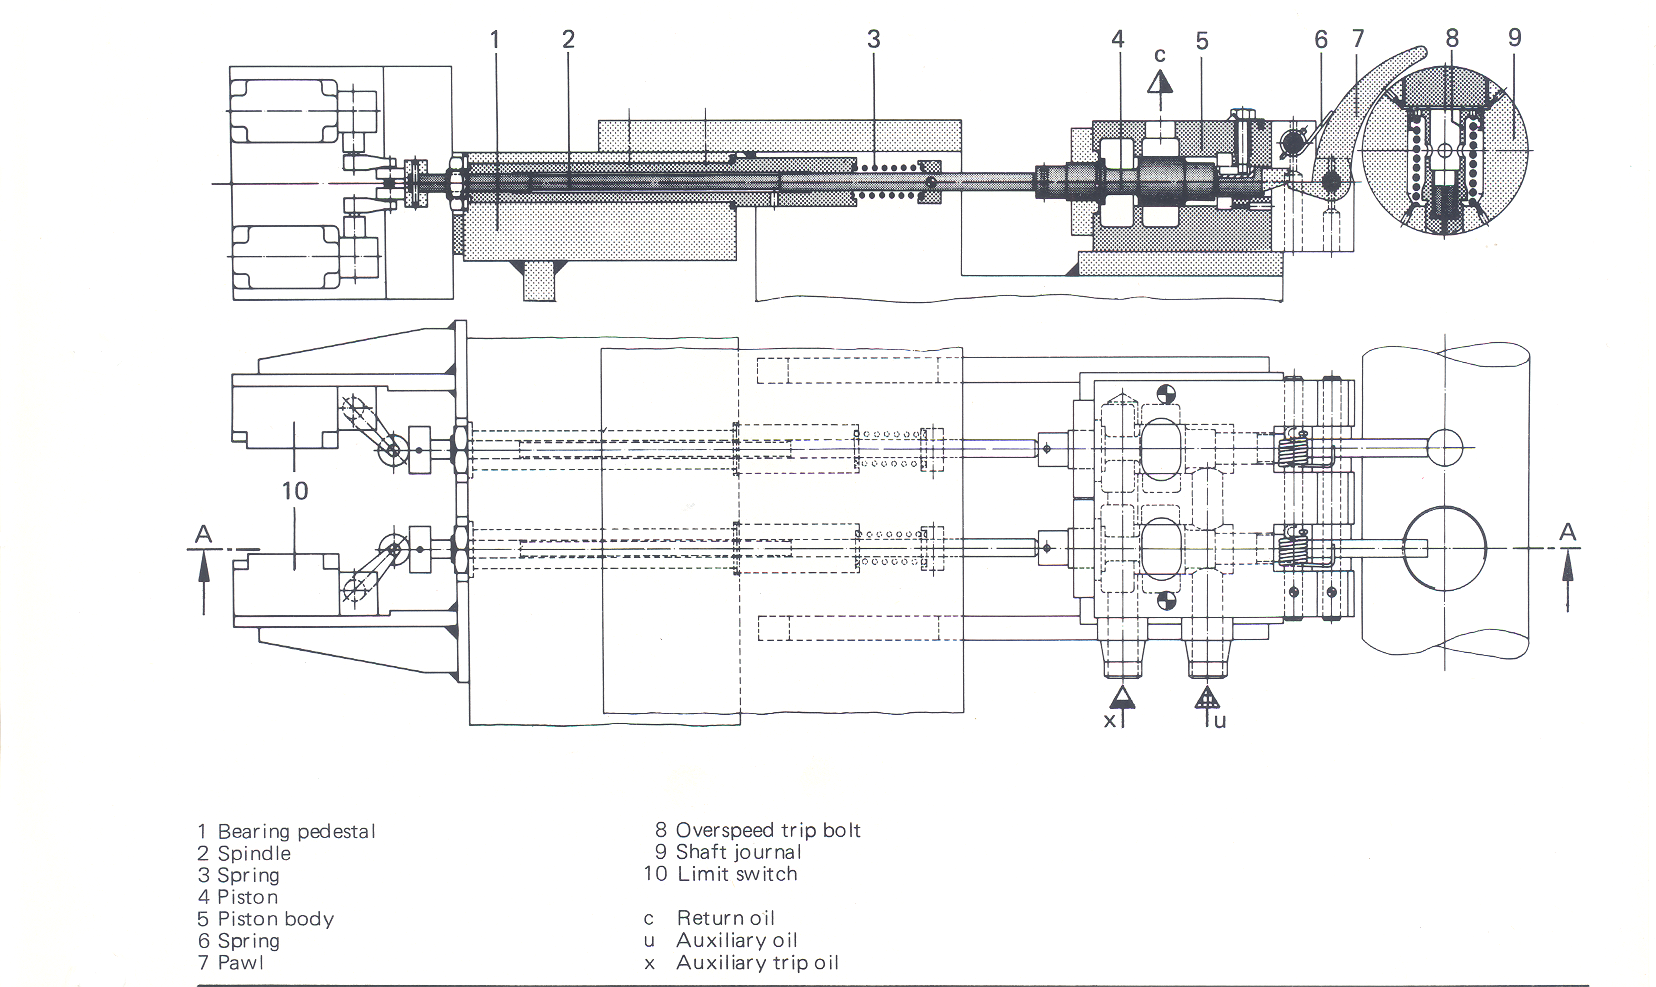 1 2 3 4 5 6 7 8 9
c
10
A A
x u
1 Bearing pedestal
2 Spindle
3 Spring
4 Piston
5 Piston body
6 Spring
7 Pawl
8 Overspeed trip bolt
9 Shaft journal
10 Limit switch
c Return oil
u Auxiliary oil
x Auxiliary trip oil